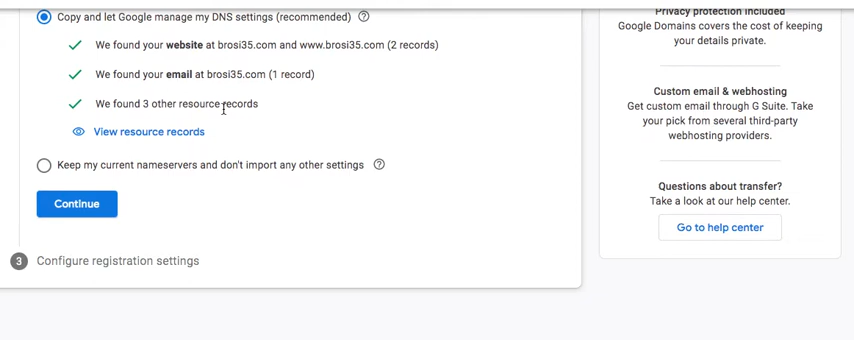 Copy and let Google manage my DNS settings (recommended)
We found your website at brosi35.com and www.brosi35.com (2 records)
We found your email at brosi35.com (1 record)
We found 3 other resource records
View resource records
Keep my current nameservers and don't import any other settings
Continue
3 Configure registration settings
Privacy protection included
Google Domains covers the cost of keeping
your details private.
Custom email & webhosting
Get custom email through G Suite. Take
your pick from several third-party
webhosting providers.
Questions about transfer?
Take a look at our help center.
Go to help center